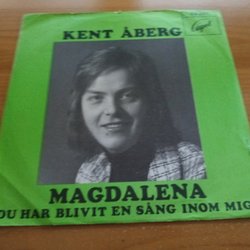 KENT ÅBERG
MAGDALENA
DU HAR BLIVIT EN SÅNG INOM MIG